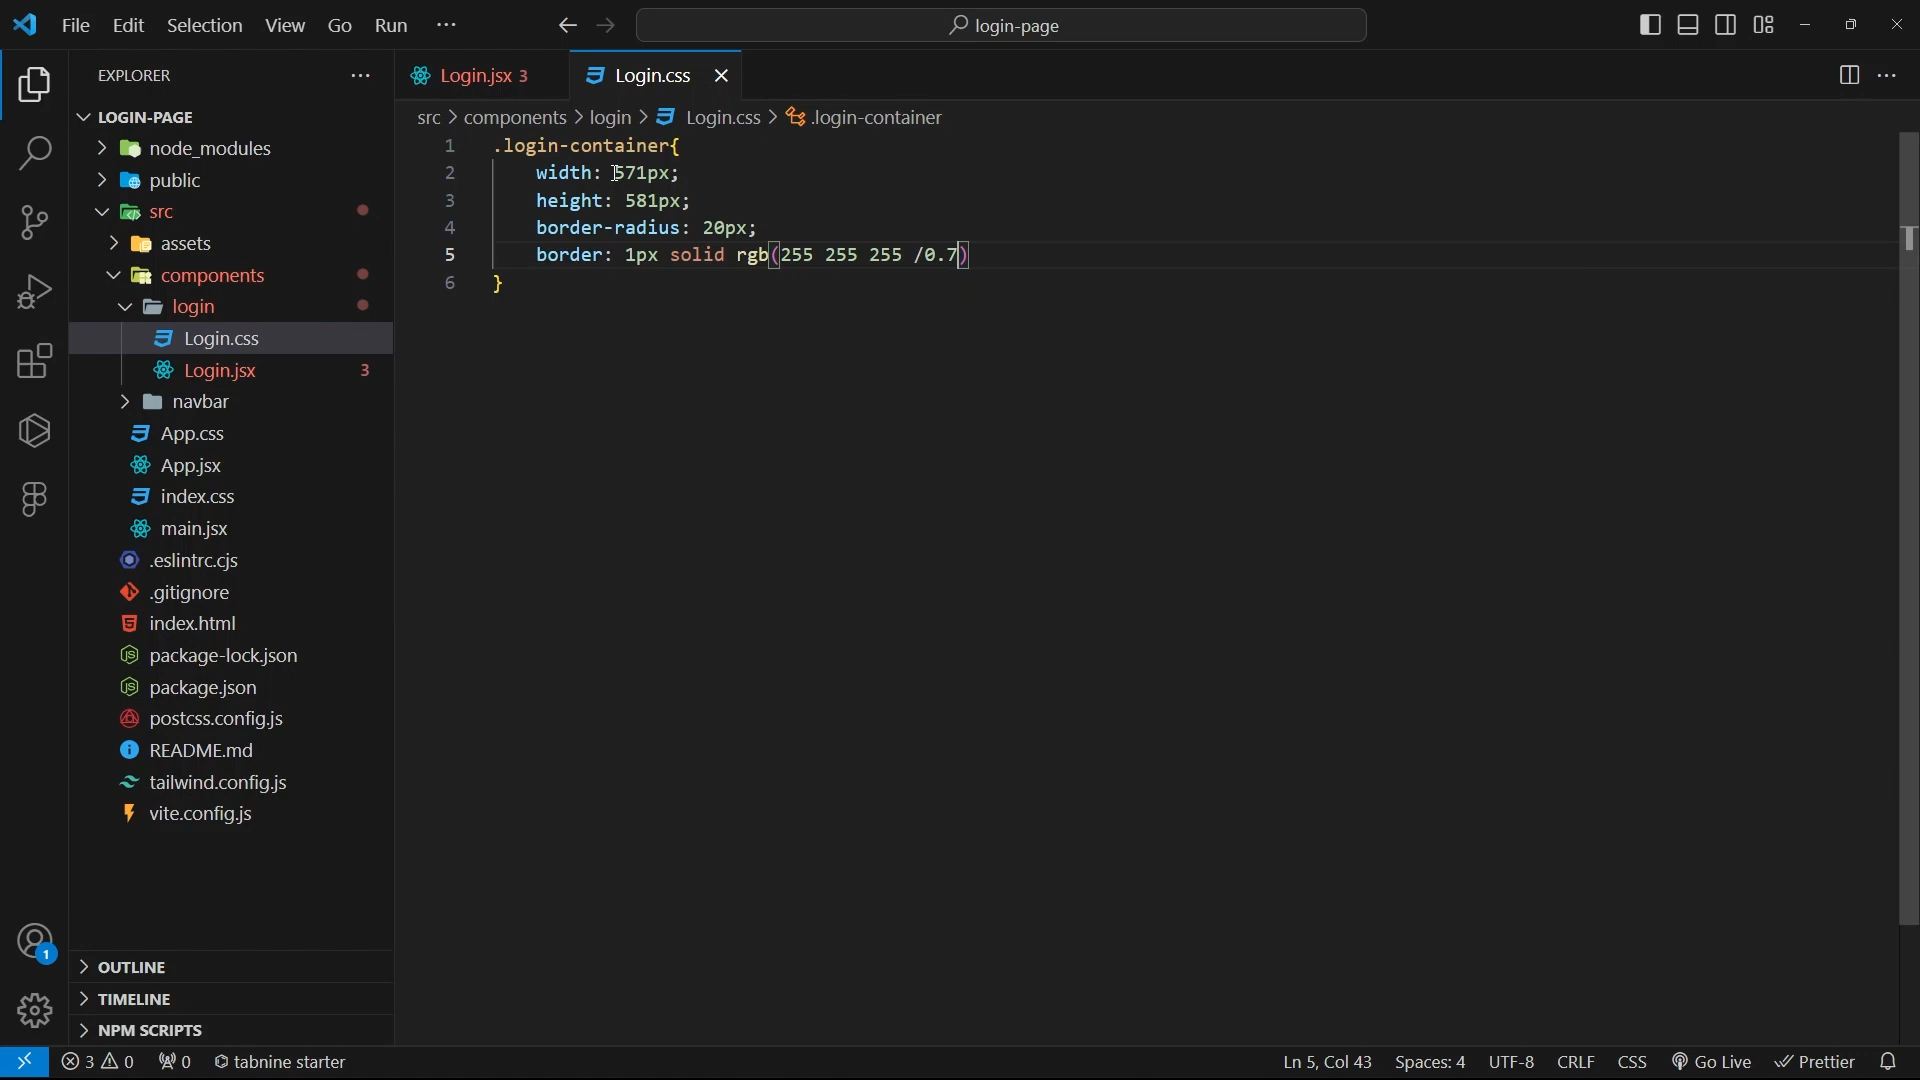 File Edit Selection View Go Run ··· login-page
EXPLORER ···
LOGIN-PAGE
node_modules
public
src
assets
components
login
Login.css
Login.jsx 3
navbar
App.css
App.jsx
index.css
main.jsx
.eslintrc.cjs
.gitignore
index.html
package-lock.json
package.json
postcss.config.js
README.md
tailwind.config.js
vite.config.js
OUTLINE
TIMELINE
NPM SCRIPTS
Login.jsx 3 Login.css
src > components > login > Login.css > .login-container
1 .login-container{
2 width: 571px;
3 height: 581px;
4 border-radius: 20px;
5 border: 1px solid rgb(255 255 255 /0.7)
6 }
1
3 0 0 tabnine starter Ln 5, Col 43 Spaces: 4 UTF-8 CRLF CSS Go Live Prettier